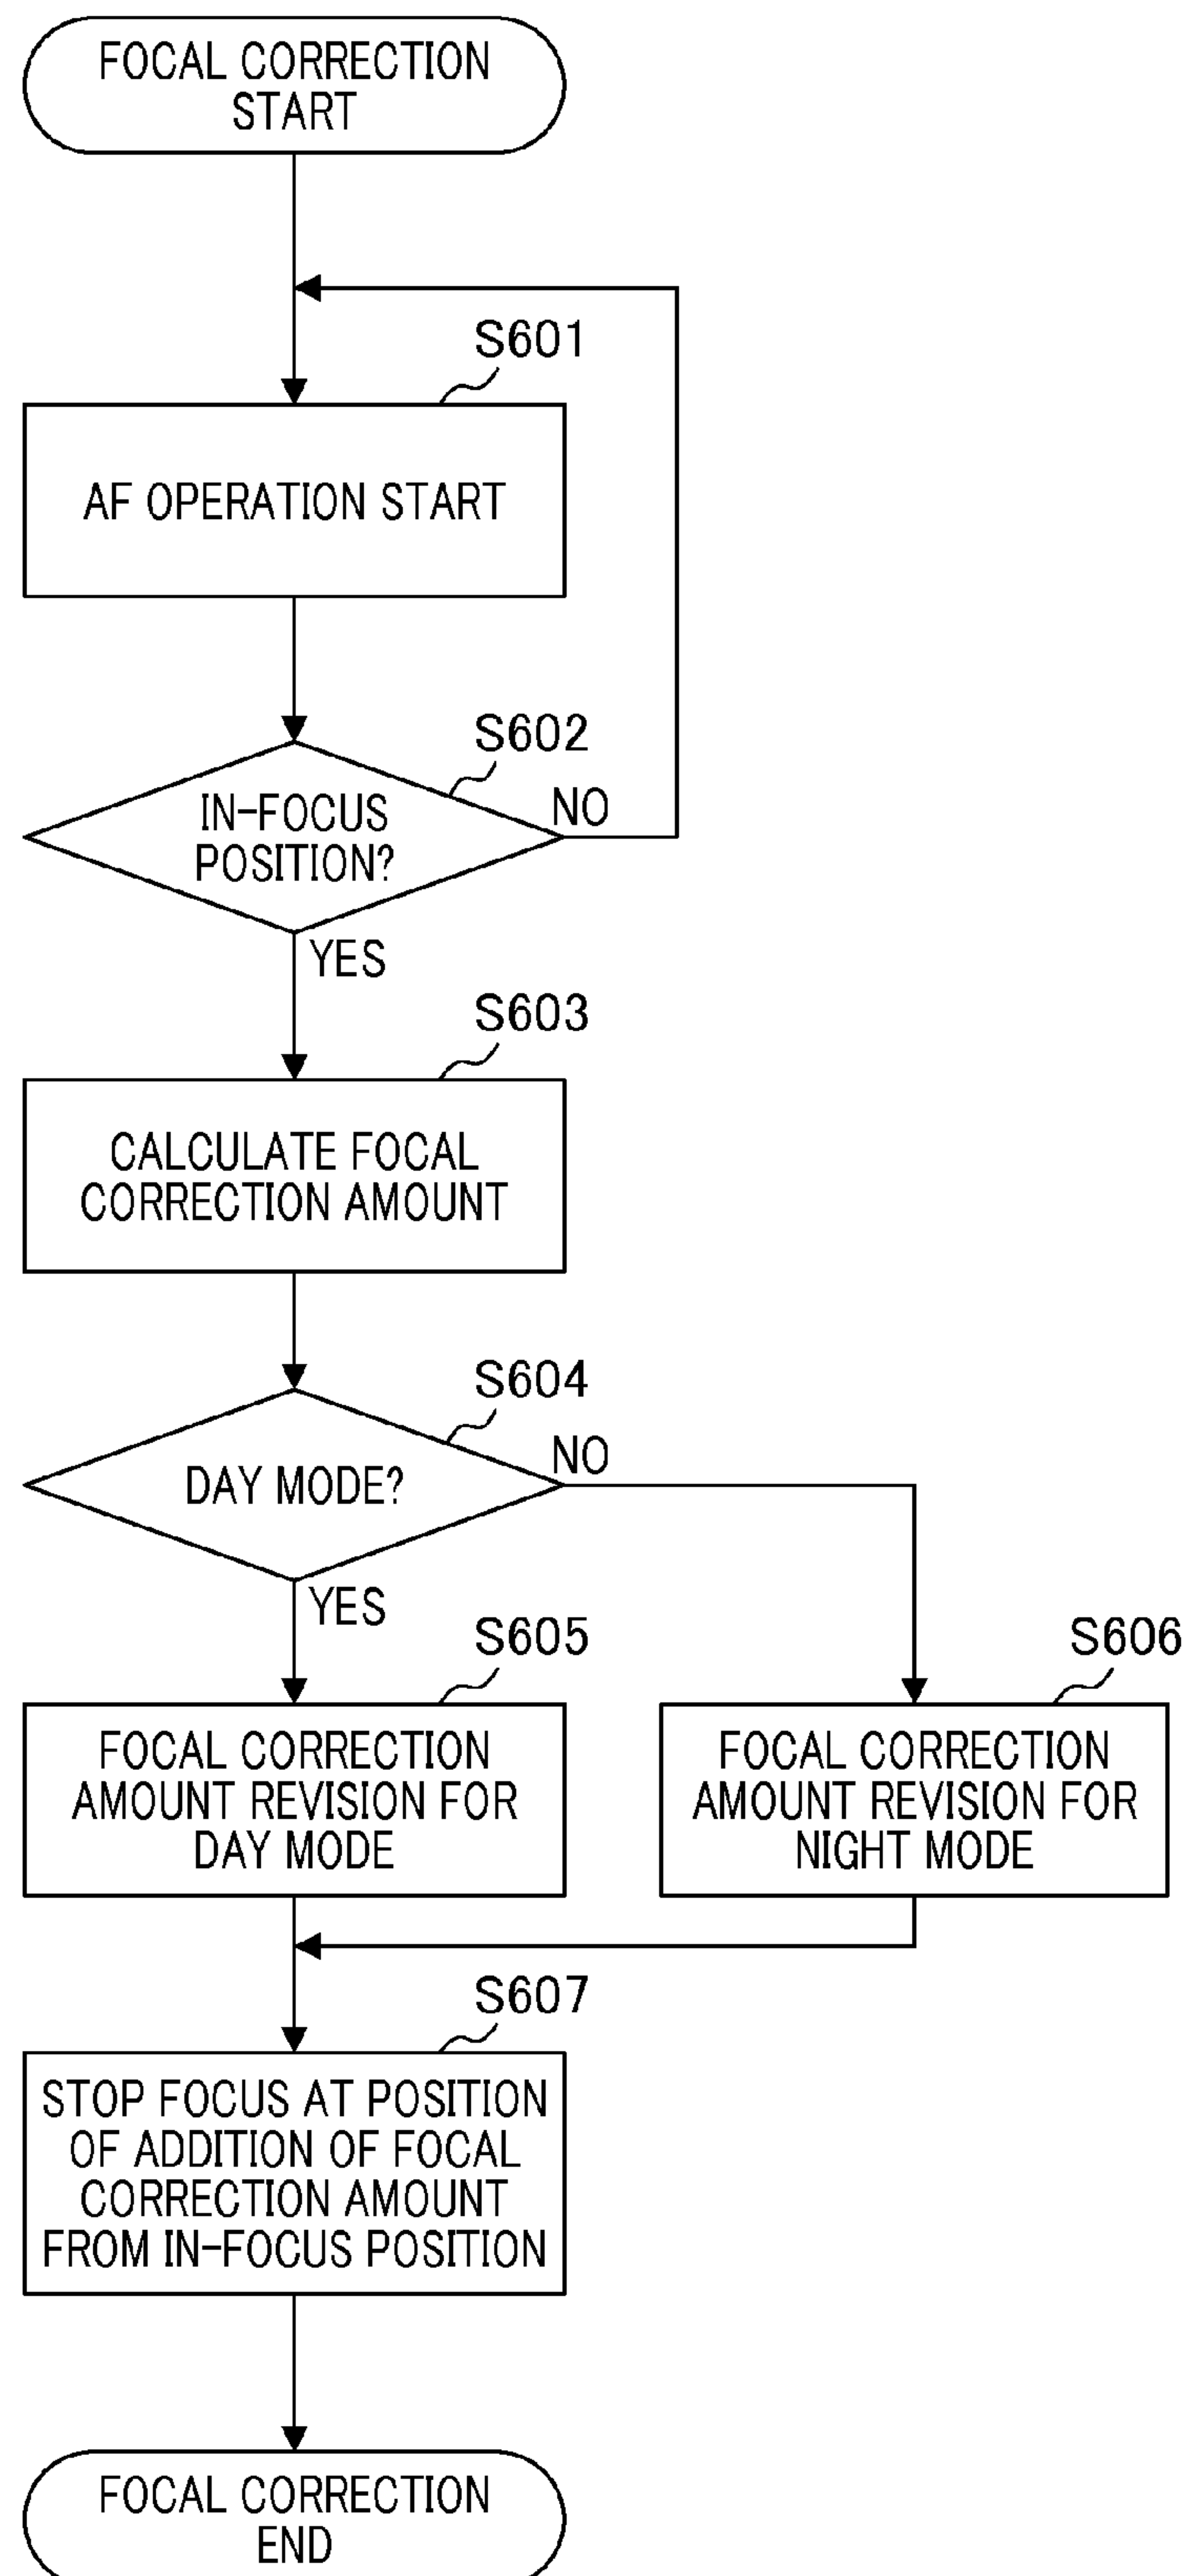 FOCAL CORRECTION
START
S601
AF OPERATION START
S602
IN-FOCUS
POSITION?
NO
YES
S603
CALCULATE FOCAL
CORRECTION AMOUNT
S604
DAY MODE?
NO
YES
S605
FOCAL CORRECTION
AMOUNT REVISION FOR
DAY MODE
S606
FOCAL CORRECTION
AMOUNT REVISION FOR
NIGHT MODE
S607
STOP FOCUS AT POSITION
OF ADDITION OF FOCAL
CORRECTION AMOUNT
FROM IN-FOCUS POSITION
FOCAL CORRECTION
END